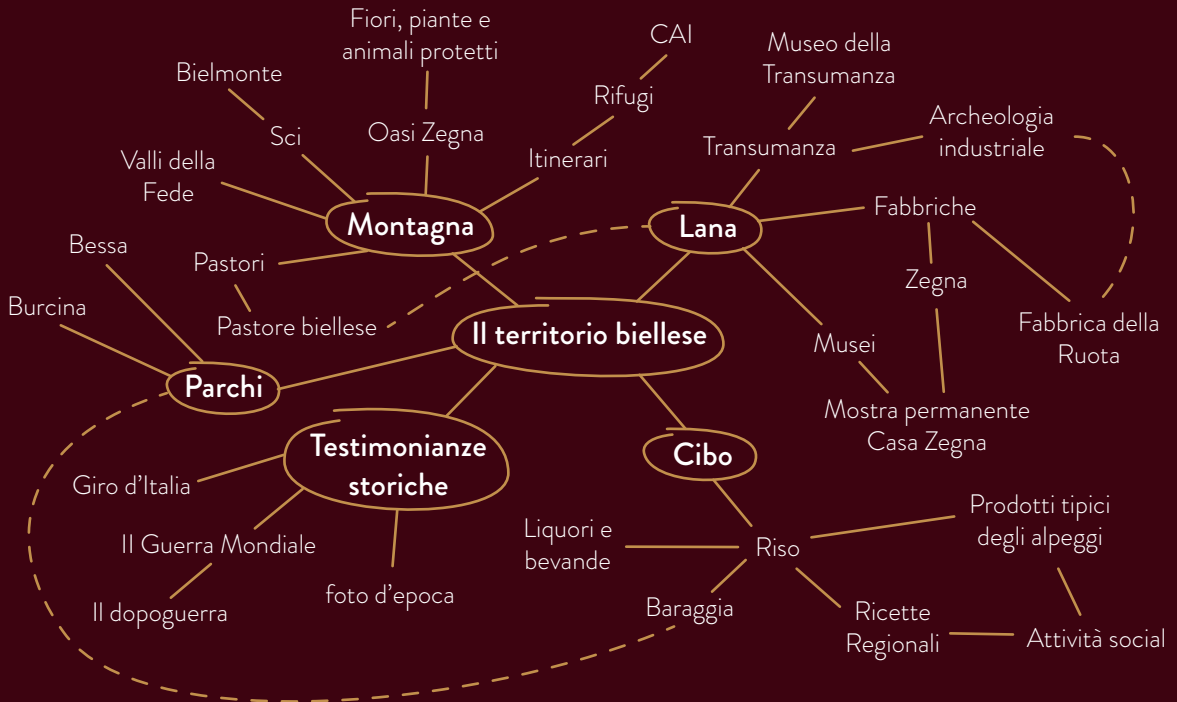 Fiori, piante e
animali protetti
CAI
Museo della
Transumanza
Bielmonte
Rifugi
Archeologia
industriale
Sci
Oasi Zegna
Itinerari
Transumanza
Valli della
Fede
Montagna
Lana
Fabbriche
Bessa
Pastori
Zegna
Burcina
Pastore biellese
Il territorio biellese
Musei
Fabbrica della
Ruota
Parchi
Mostra permanente
Casa Zegna
Testimonianze
storiche
Cibo
Giro d'Italia
Prodotti tipici
degli alpeggi
Liquori e
bevande
Riso
II Guerra Mondiale
foto d'epoca
Il dopoguerra
Baraggia
Ricette
Regionali
Attività social